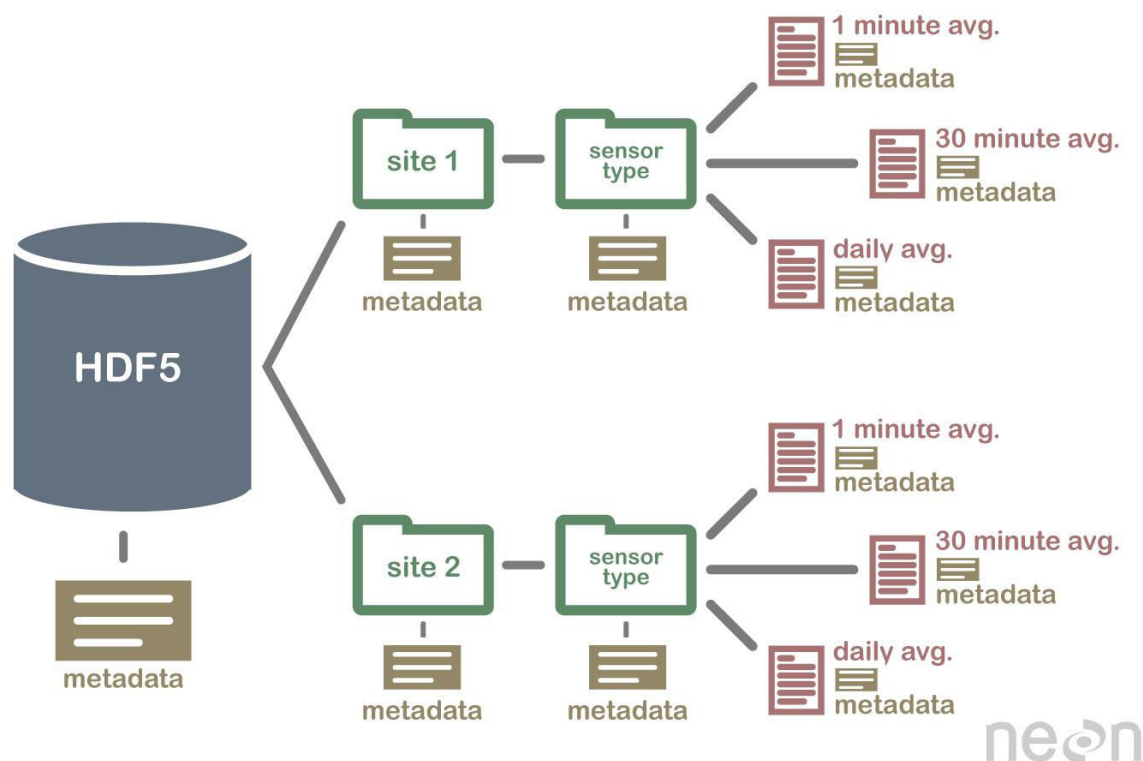 1 minute avg.
metadata
30 minute avg.
metadata
site 1
sensor
type
daily avg.
metadata
metadata
metadata
HDF5
1 minute avg.
metadata
30 minute avg.
metadata
site 2
sensor
type
daily avg.
metadata
metadata
metadata
metadata
neon